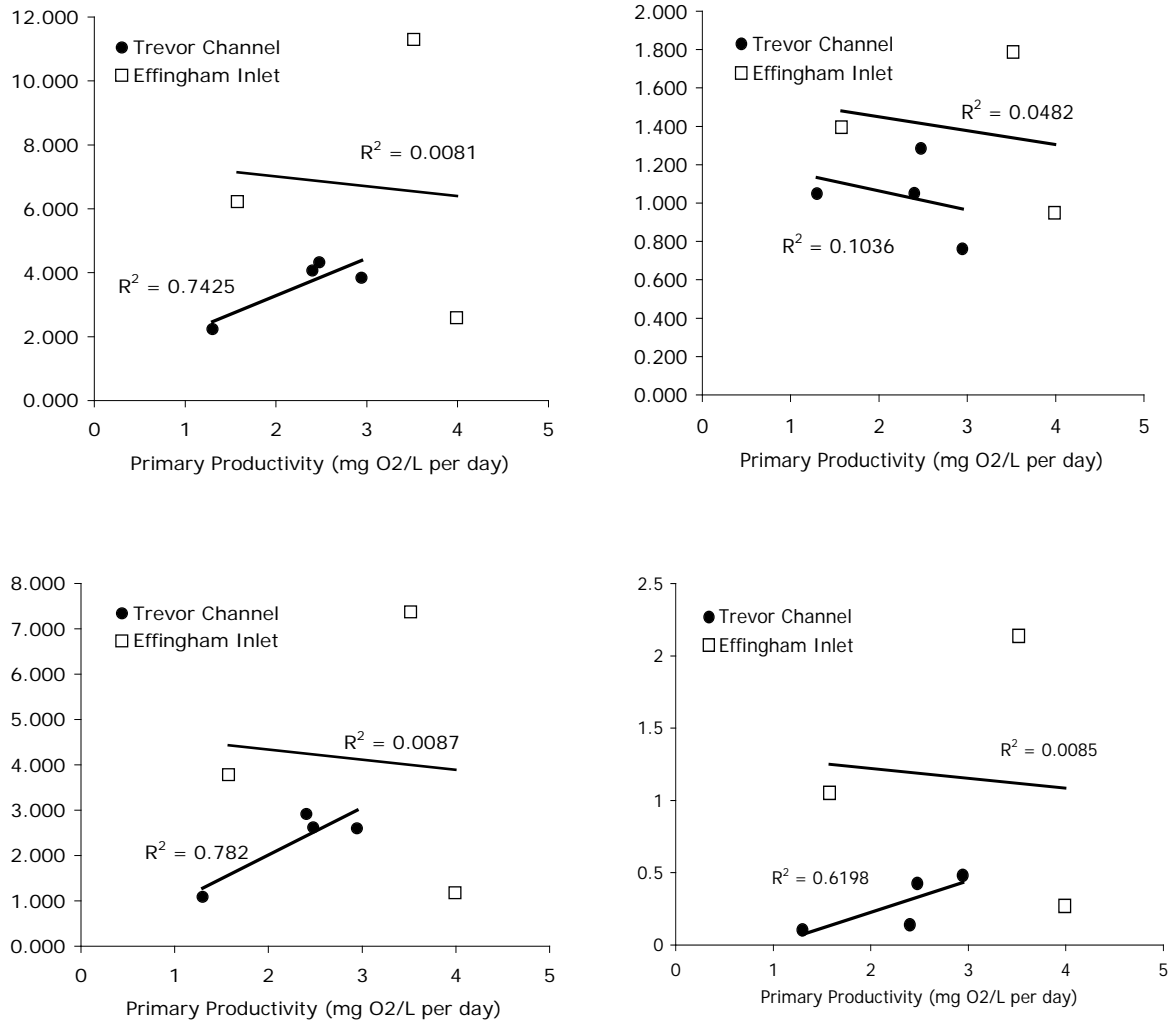 12.000
10.000
8.000
6.000
4.000
2.000
0.000
● Trevor Channel
□ Effingham Inlet
R² = 0.0081
R² = 0.7425
0 1 2 3 4 5
Primary Productivity (mg O2/L per day)
2.000
1.800
1.600
1.400
1.200
1.000
0.800
0.600
0.400
0.200
0.000
● Trevor Channel
□ Effingham Inlet
R² = 0.0482
R² = 0.1036
0 1 2 3 4 5
Primary Productivity (mg O2/L per day)
8.000
7.000
6.000
5.000
4.000
3.000
2.000
1.000
0.000
● Trevor Channel
□ Effingham Inlet
R² = 0.0087
R² = 0.782
0 1 2 3 4 5
Primary Productivity (mg O2/L per day)
2.5
2
1.5
1
0.5
0
● Trevor Channel
□ Effingham Inlet
R² = 0.0085
R² = 0.6198
0 1 2 3 4 5
Primary Productivity (mg O2/L per day)